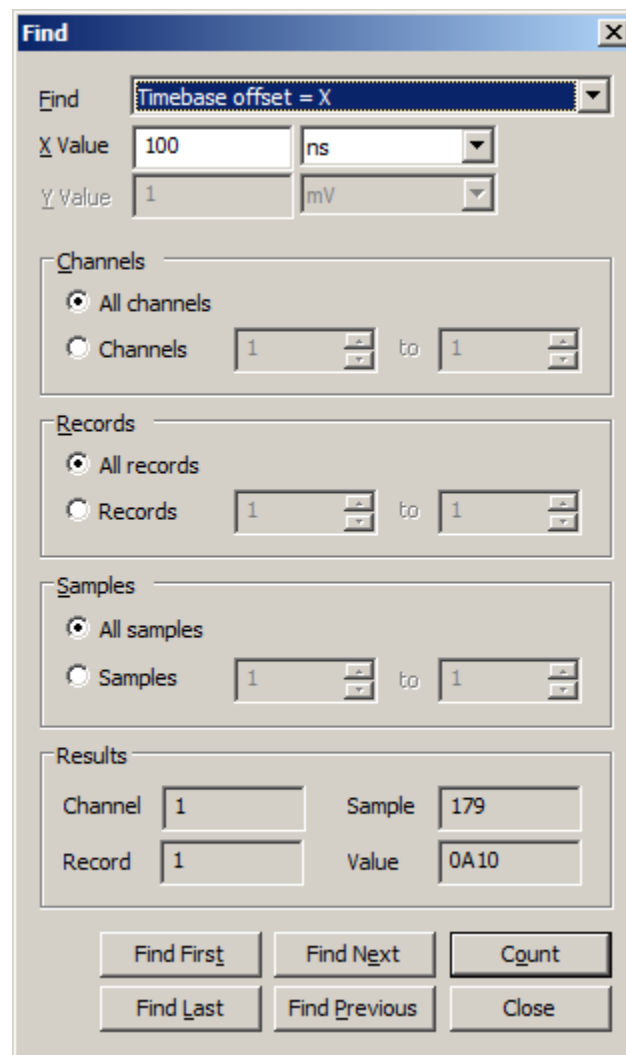 Find
Find Timebase offset = X
X Value 100 ns
Y Value 1 mV
Channels
All channels
Channels 1 to 1
Records
All records
Records 1 to 1
Samples
All samples
Samples 1 to 1
Results
Channel 1 Sample 179
Record 1 Value 0A10
Find First Find Next Count
Find Last Find Previous Close